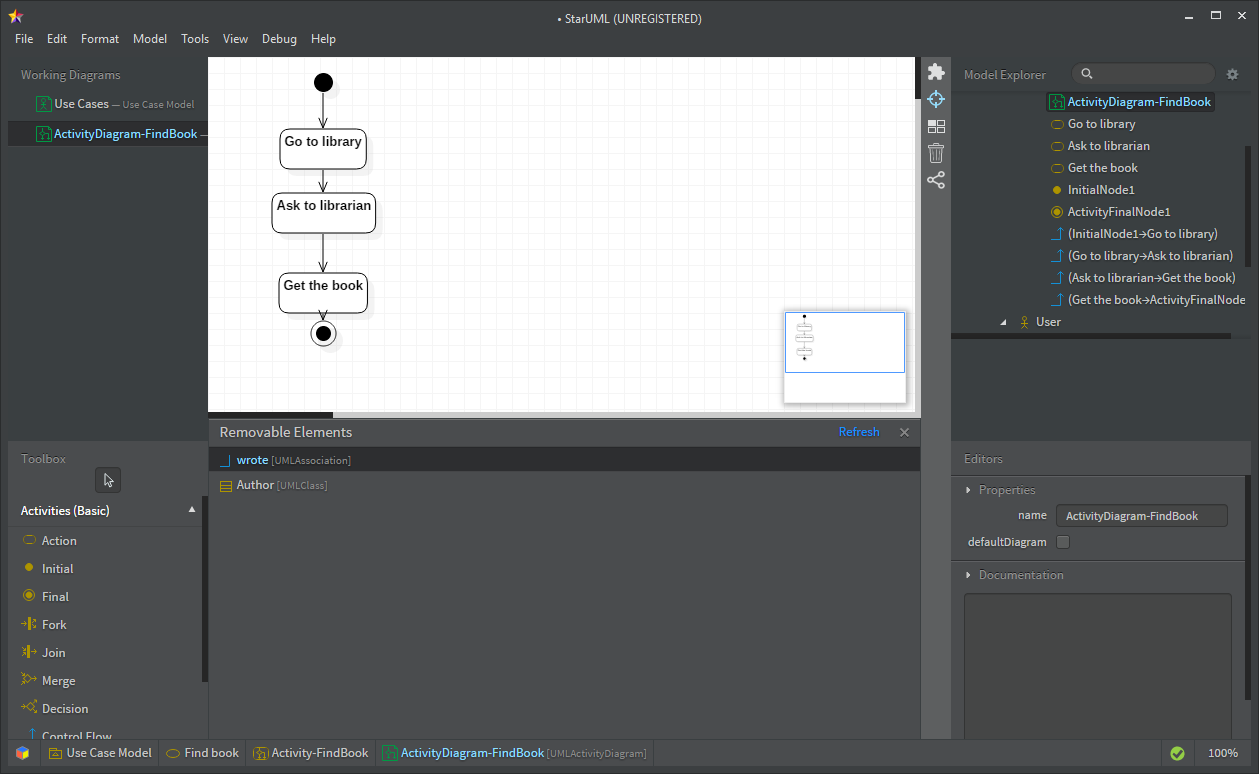 • StarUML (UNREGISTERED)
File Edit Format Model Tools View Debug Help
Working Diagrams
Use Cases — Use Case Model
ActivityDiagram-FindBook —
Toolbox
Activities (Basic)
Action
Initial
Final
Fork
Join
Merge
Decision
Control Flow
Go to library
Ask to librarian
Get the book
Removable Elements
Refresh
wrote [UMLAssociation]
Author [UMLClass]
Model Explorer
ActivityDiagram-FindBook
Go to library
Ask to librarian
Get the book
InitialNode1
ActivityFinalNode1
(InitialNode1→Go to library)
(Go to library→Ask to librarian)
(Ask to librarian→Get the book)
(Get the book→ActivityFinalNode
User
Editors
Properties
name ActivityDiagram-FindBook
defaultDiagram
Documentation
Use Case Model Find book Activity-FindBook ActivityDiagram-FindBook [UMLActivityDiagram] 100%